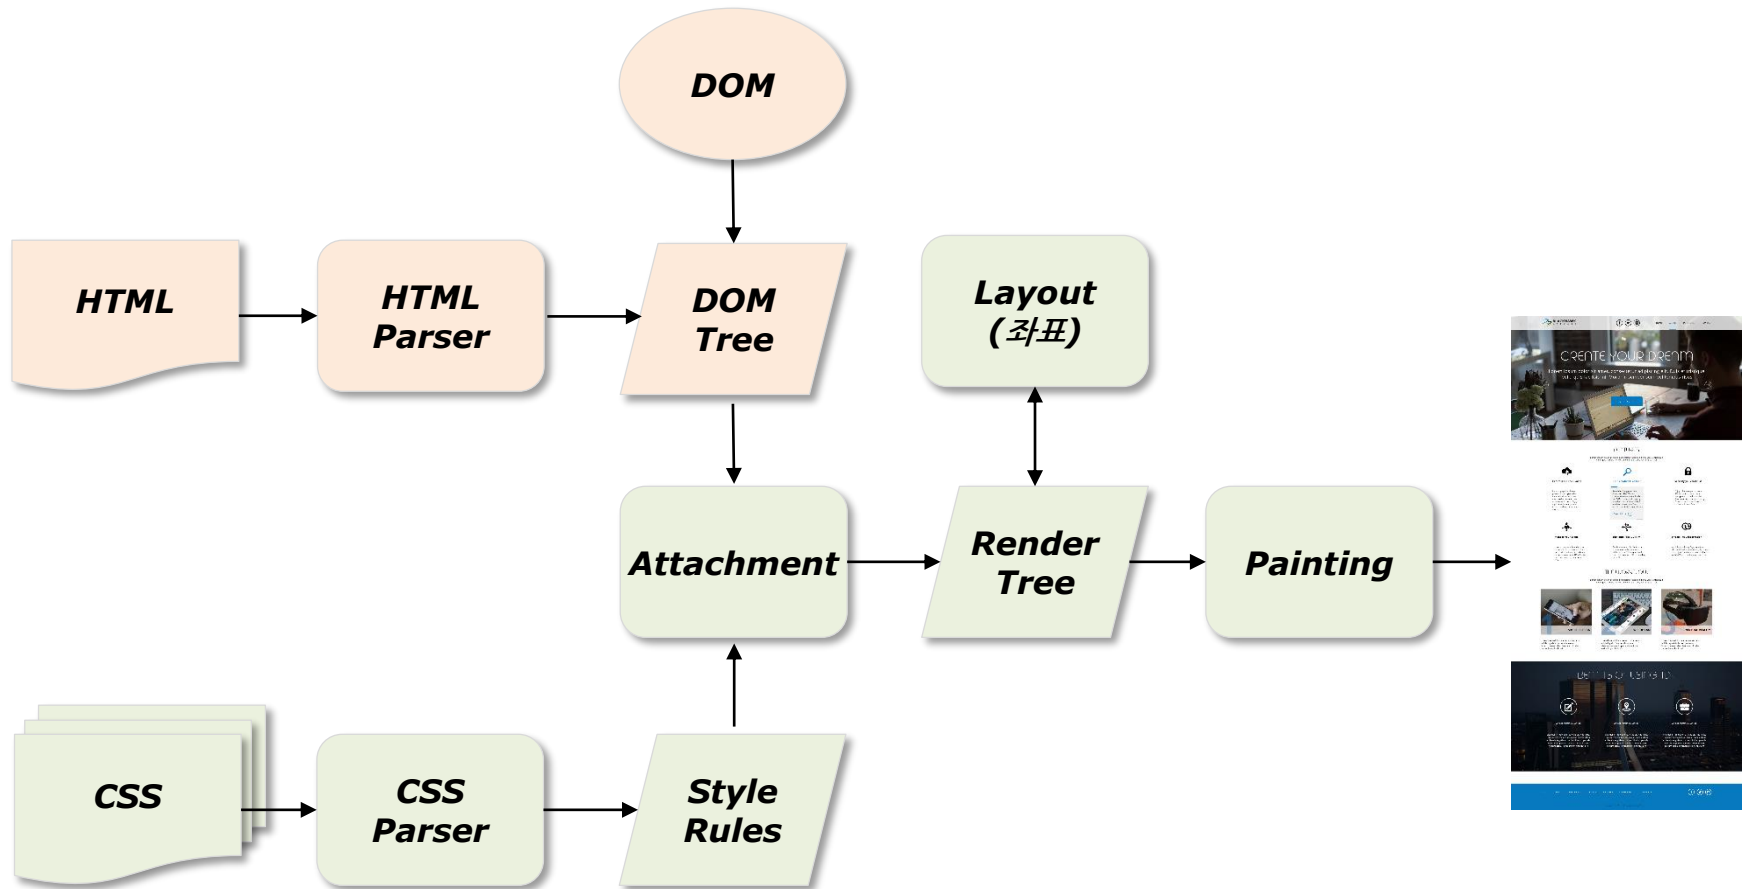 DOM
HTML
HTML
Parser
DOM
Tree
Layout
(좌표)
Attachment
Render
Tree
Painting
CSS
CSS
Parser
Style
Rules
CREATE YOUR DREAM